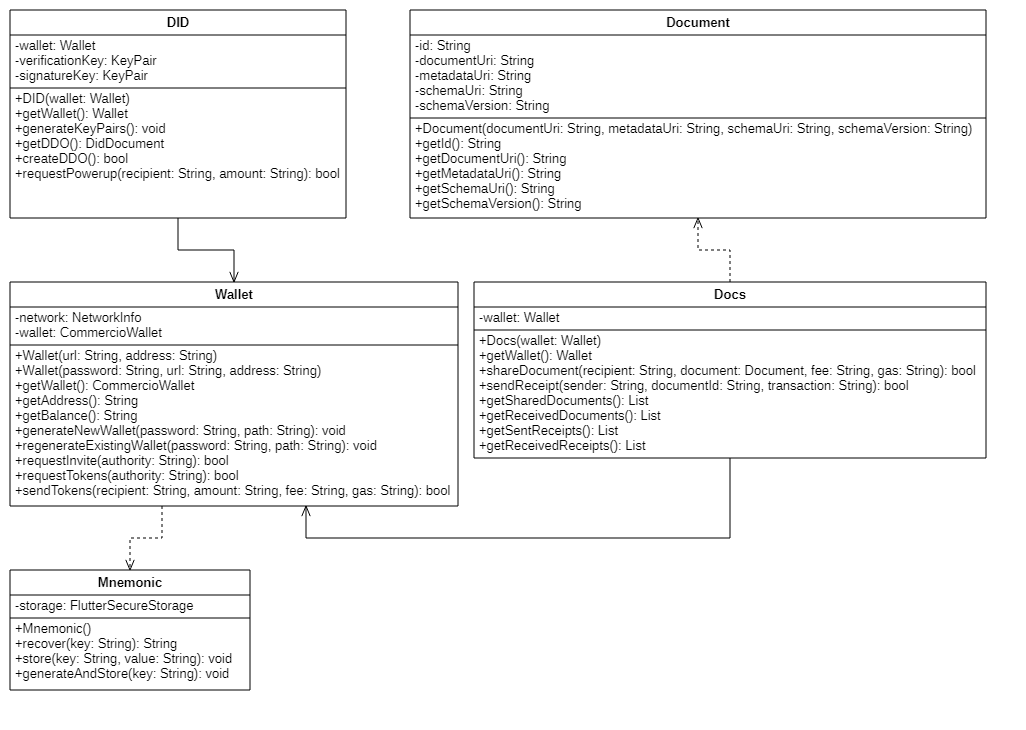 DID
-wallet: Wallet
-verificationKey: KeyPair
-signatureKey: KeyPair
+DID(wallet: Wallet)
+getWallet(): Wallet
+generateKeyPairs(): void
+getDDO(): DidDocument
+createDDO(): bool
+requestPowerup(recipient: String, amount: String): bool
Document
-id: String
-documentUri: String
-metadataUri: String
-schemaUri: String
-schemaVersion: String
+Document(documentUri: String, metadataUri: String, schemaUri: String, schemaVersion: String)
+getId(): String
+getDocumentUri(): String
+getMetadataUri(): String
+getSchemaUri(): String
+getSchemaVersion(): String
Wallet
-network: NetworkInfo
-wallet: CommercioWallet
+Wallet(url: String, address: String)
+Wallet(password: String, url: String, address: String)
+getWallet(): CommercioWallet
+getAddress(): String
+getBalance(): String
+generateNewWallet(password: String, path: String): void
+regenerateExistingWallet(password: String, path: String): void
+requestInvite(authority: String): bool
+requestTokens(authority: String): bool
+sendTokens(recipient: String, amount: String, fee: String, gas: String): bool
Docs
-wallet: Wallet
+Docs(wallet: Wallet)
+getWallet(): Wallet
+shareDocument(recipient: String, document: Document, fee: String, gas: String): bool
+sendReceipt(sender: String, documentId: String, transaction: String): bool
+getSharedDocuments(): List
+getReceivedDocuments(): List
+getSentReceipts(): List
+getReceivedReceipts(): List
Mnemonic
-storage: FlutterSecureStorage
+Mnemonic()
+recover(key: String): String
+store(key: String, value: String): void
+generateAndStore(key: String): void